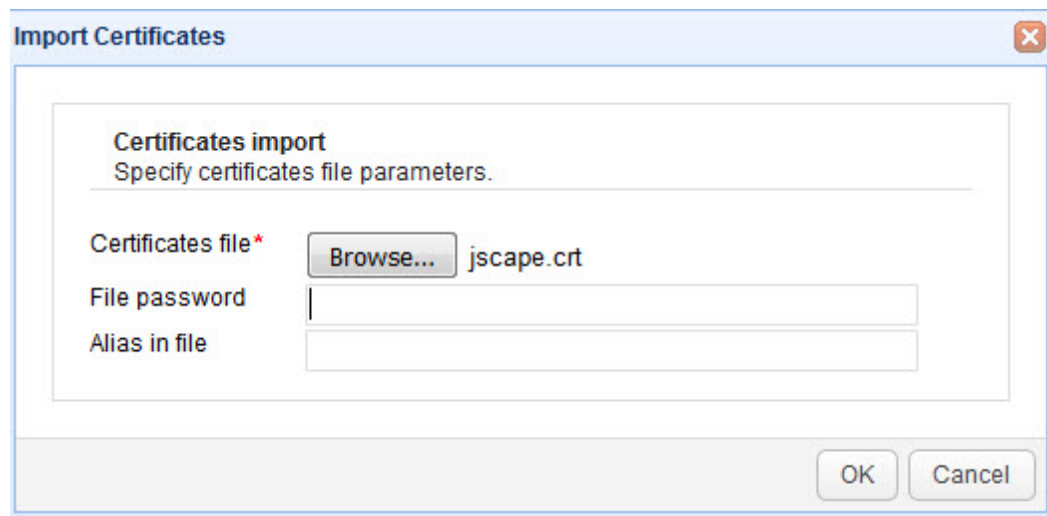 Import Certificates
Certificates import
Specify certificates file parameters.
Certificates file*
Browse... jscape.crt
File password
Alias in file
OK Cancel